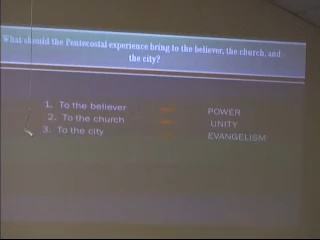 What should the Pentecostal experience bring to the believer, the church, and
the city?
1. To the believer POWER
2. To the church UNITY
3. To the city EVANGELISM